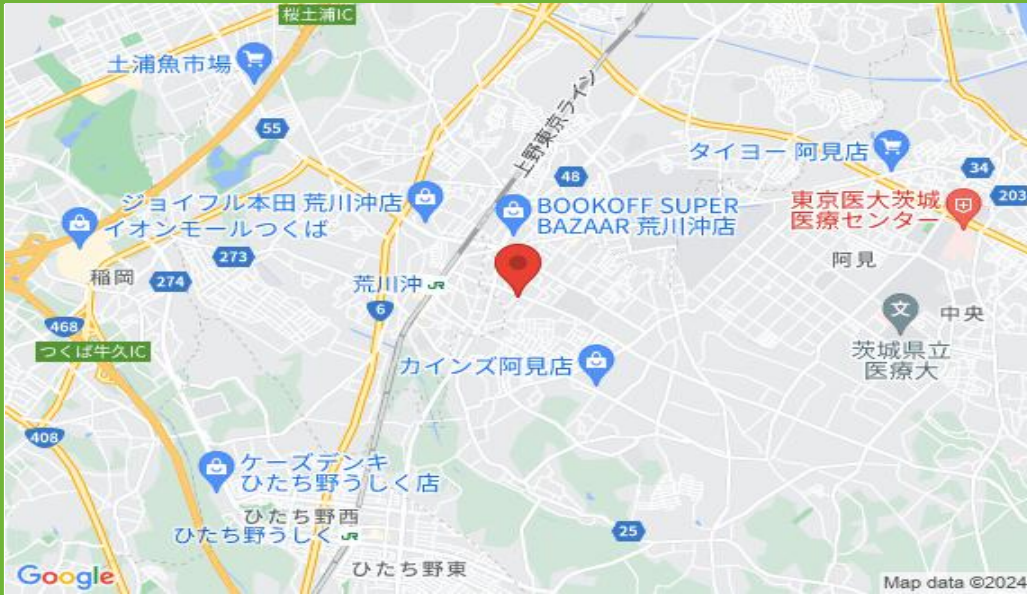 桜土浦IC
土浦魚市場
55
上野東京ライン
タイヨー 阿見店
34
48
203
ジョイフル本田 荒川沖店
BOOKOFF SUPER
BAZAAR 荒川沖店
東京医大茨城
医療センター
イオンモールつくば
273
阿見
稲岡
274
荒川沖
JR
6
中央
468
つくば牛久IC
文
茨城県立
医療大
カインズ阿見店
408
ケーズデンキ
ひたち野うしく店
ひたち野西
ひたち野うしく
JR
25
ひたち野東
Google
Map data ©2024